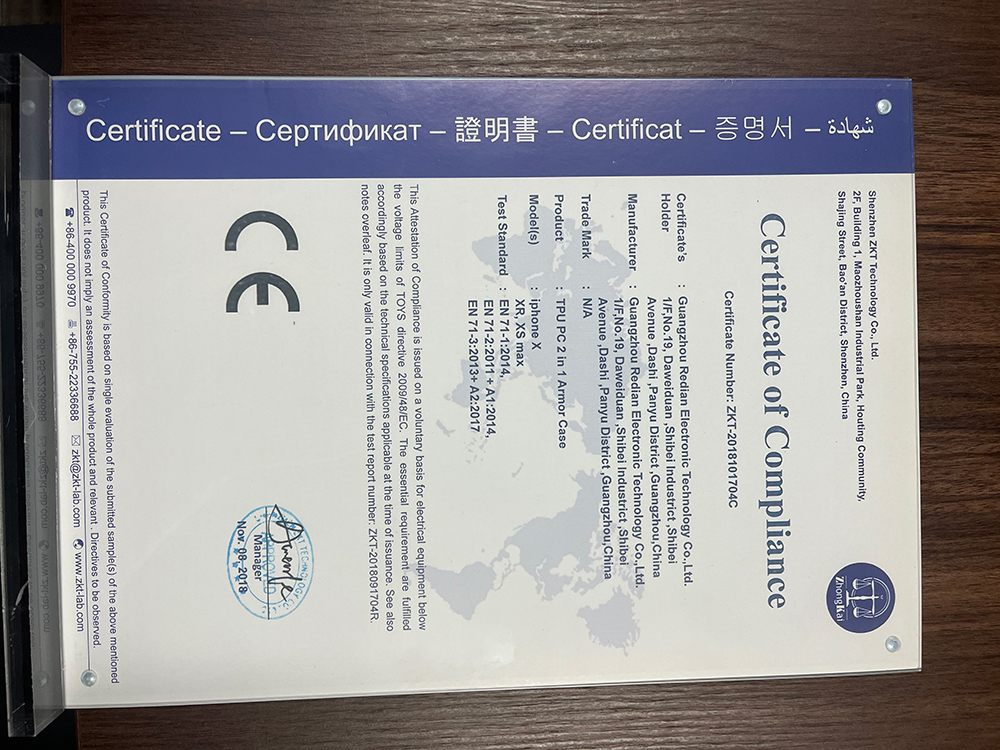 Certificate – Сертификат – 證明書 – Certificat – 증명서 – شهادة
Shenzhen ZKT Technology Co., Ltd.
2F, Building 1, Maozhoushan Industrial Park, Houting Community,
Shajing Street, Bao'an District, Shenzhen, China
Zhong Kai
Certificate of Compliance
Certificate Number: ZKT-2018101704C
Certificate's Holder : Guangzhou Redian Electronic Technology Co.,Ltd.
1/F,No.19, Daweiduan ,Shibei Industrict ,Shibei
Avenue ,Dashi ,Panyu District ,Guangzhou,China
Manufacturer : Guangzhou Redian Electronic Technology Co.,Ltd.
1/F,No.19, Daweiduan ,Shibei Industrict ,Shibei
Avenue ,Dashi ,Panyu District ,Guangzhou,China
Trade Mark : N/A
Product : TPU PC 2 in 1 Armor Case
Model(s) : iphone X
XR, XS max
Test Standard : EN 71-1:2014,
EN 71-2:2011 + A1:2014,
EN 71-3:2013+ A2:2017
This Attestation of Compliance is issued on a voluntary basis for electrical equipment below
the voltage limits of TOYS directive 2009/48/EC. The essential requirement are fulfilled
accordingly based on the technical specifications applicable at the time of issuance. See also
notes overleaf. It is only valid in connection with the test report number: ZKT-2018091704R.
CE
Manager
Nov. 08, 2018
This Certificate of Conformity is based on single evaluation of the submitted sample(s) of the above mentioned
product. It does not imply an assessment of the whole product and relevant . Directives to be observed.
+86-400 000 9970 +86-755-22336688 zkt@zkt-lab.com www.zkt-lab.com